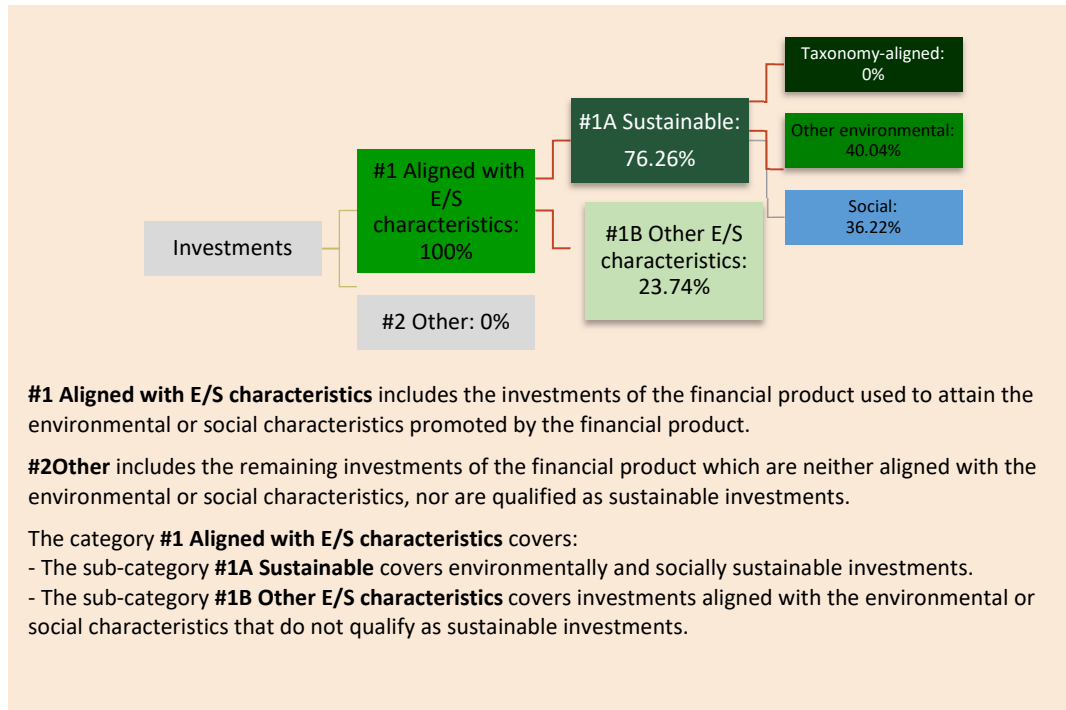 Taxonomy-aligned:
0%
#1A Sustainable:
76.26%
Other environmental:
40.04%
#1 Aligned with
E/S
characteristics:
100%
Social:
36.22%
Investments
#1B Other E/S
characteristics:
23.74%
#2 Other: 0%
#1 Aligned with E/S characteristics includes the investments of the financial product used to attain the
environmental or social characteristics promoted by the financial product.
#2Other includes the remaining investments of the financial product which are neither aligned with the
environmental or social characteristics, nor are qualified as sustainable investments.
The category #1 Aligned with E/S characteristics covers:
- The sub-category #1A Sustainable covers environmentally and socially sustainable investments.
- The sub-category #1B Other E/S characteristics covers investments aligned with the environmental or
social characteristics that do not qualify as sustainable investments.